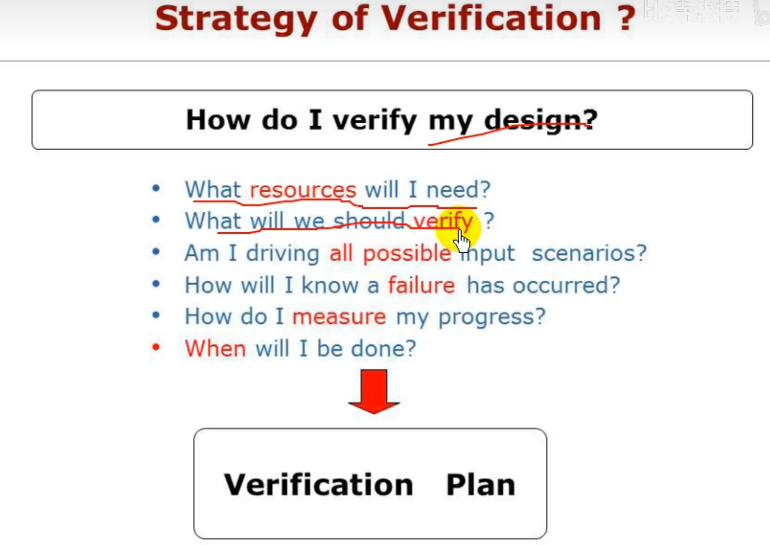 Strategy of Verification ?
How do I verify my design?
• What resources will I need?
• What will we should verify ?
• Am I driving all possible input scenarios?
• How will I know a failure has occurred?
• How do I measure my progress?
• When will I be done?
Verification Plan